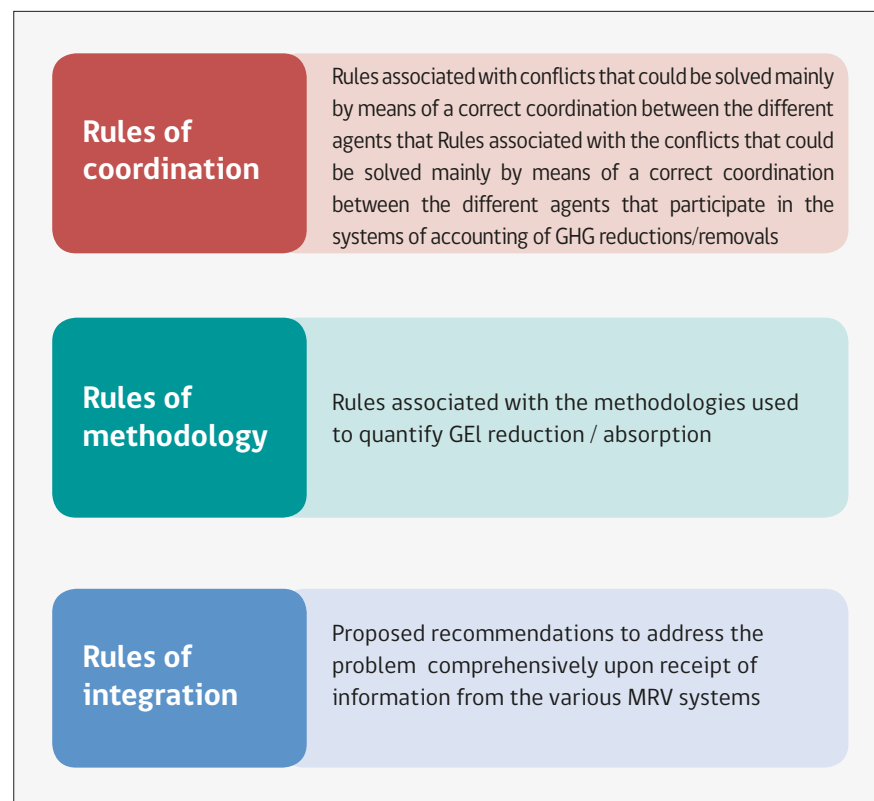 Rules of
coordination
Rules associated with conflicts that could be solved mainly
by means of a correct coordination between the different
agents that Rules associated with the conflicts that could
be solved mainly by means of a correct coordination
between the different agents that participate in the
systems of accounting of GHG reductions/removals
Rules of
methodology
Rules associated with the methodologies used
to quantify GEl reduction / absorption
Rules of
integration
Proposed recommendations to address the
problem comprehensively upon receipt of
information from the various MRV systems